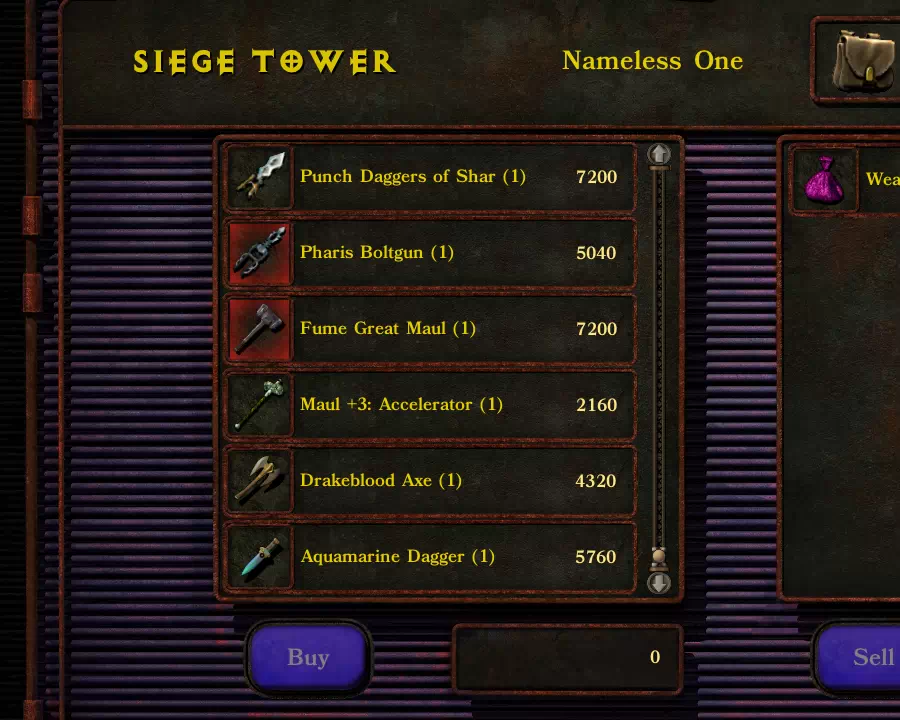 SIEGE TOWER
Nameless One
Punch Daggers of Shar (1) 7200
Wea
Pharis Boltgun (1) 5040
Fume Great Maul (1) 7200
Maul +3: Accelerator (1) 2160
Drakeblood Axe (1) 4320
Aquamarine Dagger (1) 5760
Buy
0
Sell